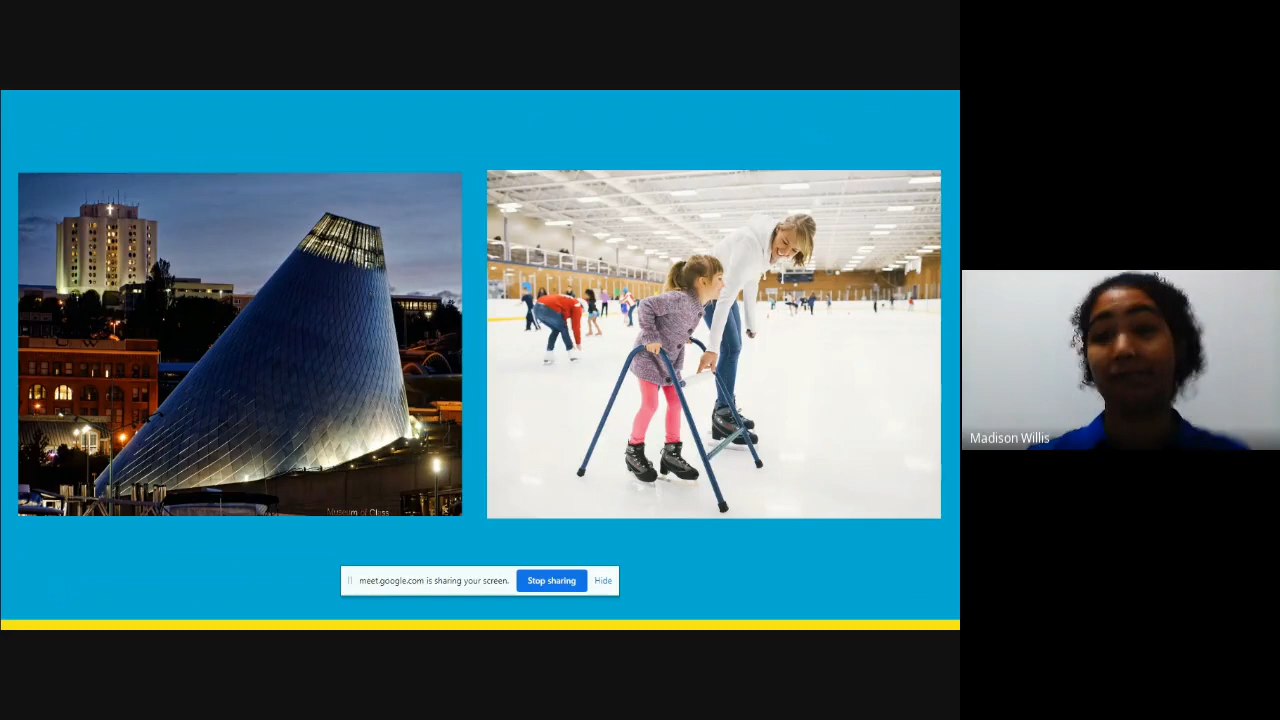 Museum of Glass
meet.google.com is sharing your screen. Stop sharing Hide
Madison Willis